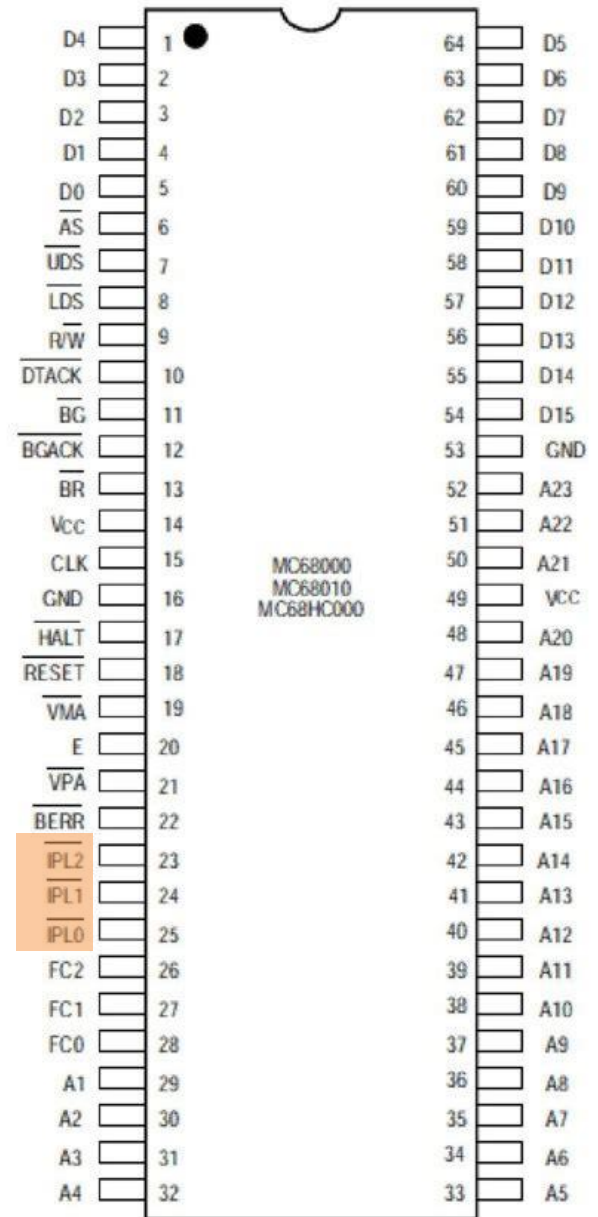 D4 1 64 D5
D3 2 63 D6
D2 3 62 D7
D1 4 61 D8
D0 5 60 D9
AS 6 59 D10
UDS 7 58 D11
LDS 8 57 D12
R/W 9 56 D13
DTACK 10 55 D14
BG 11 54 D15
BGACK 12 53 GND
BR 13 52 A23
VCC 14 51 A22
CLK 15 50 A21
GND 16 49 VCC
HALT 17 48 A20
RESET 18 47 A19
VMA 19 46 A18
E 20 45 A17
VPA 21 44 A16
BERR 22 43 A15
IPL2 23 42 A14
IPL1 24 41 A13
IPL0 25 40 A12
FC2 26 39 A11
FC1 27 38 A10
FC0 28 37 A9
A1 29 36 A8
A2 30 35 A7
A3 31 34 A6
A4 32 33 A5
MC68000
MC68010
MC68HC000